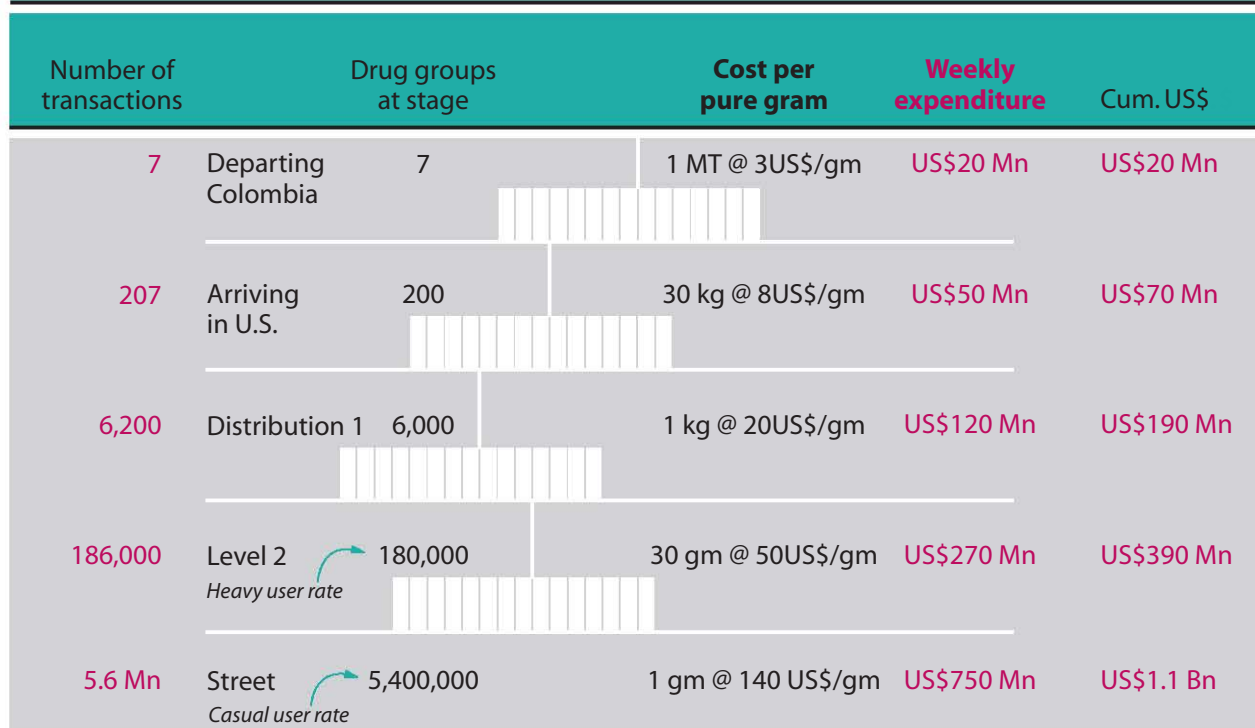 Number of transactions Drug groups at stage Cost per pure gram Weekly expenditure Cum. US$
7 Departing Colombia 7 1 MT @ 3US$/gm US$20 Mn US$20 Mn
207 Arriving in U.S. 200 30 kg @ 8US$/gm US$50 Mn US$70 Mn
6,200 Distribution 1 6,000 1 kg @ 20US$/gm US$120 Mn US$190 Mn
186,000 Level 2 180,000 30 gm @ 50US$/gm US$270 Mn US$390 Mn
Heavy user rate
5.6 Mn Street 5,400,000 1 gm @ 140 US$/gm US$750 Mn US$1.1 Bn
Casual user rate